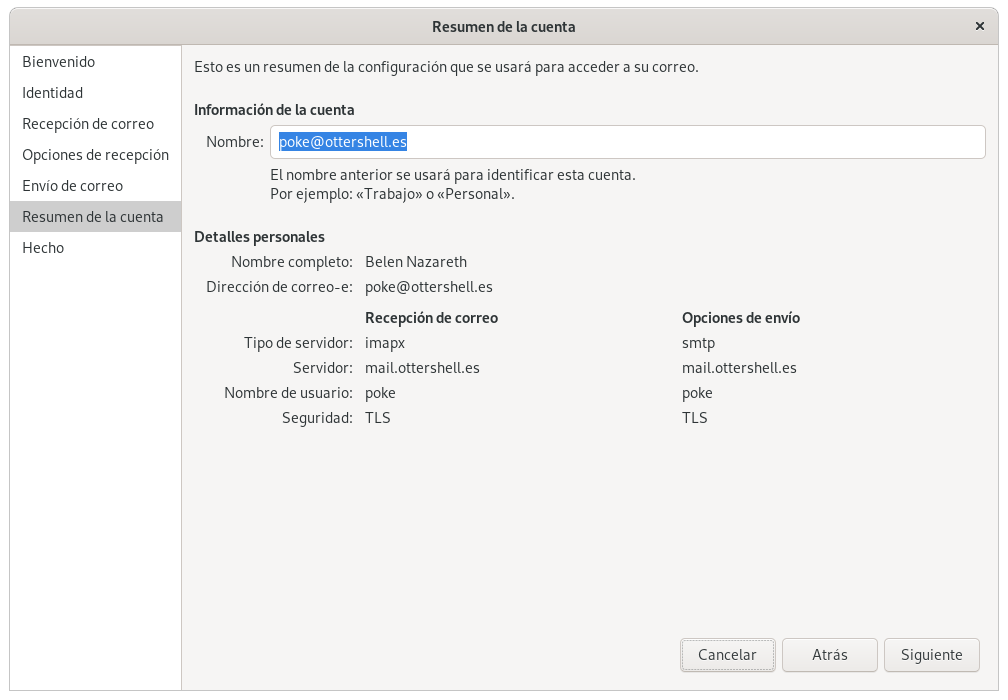 Resumen de la cuenta
Bienvenido
Identidad
Recepción de correo
Opciones de recepción
Envío de correo
Resumen de la cuenta
Hecho
Esto es un resumen de la configuración que se usará para acceder a su correo.
Información de la cuenta
Nombre: poke@ottershell.es
El nombre anterior se usará para identificar esta cuenta.
Por ejemplo: «Trabajo» o «Personal».
Detalles personales
Nombre completo: Belen Nazareth
Dirección de correo-e: poke@ottershell.es
Recepción de correo Opciones de envío
Tipo de servidor: imapx smtp
Servidor: mail.ottershell.es mail.ottershell.es
Nombre de usuario: poke poke
Seguridad: TLS TLS
Cancelar Atrás Siguiente